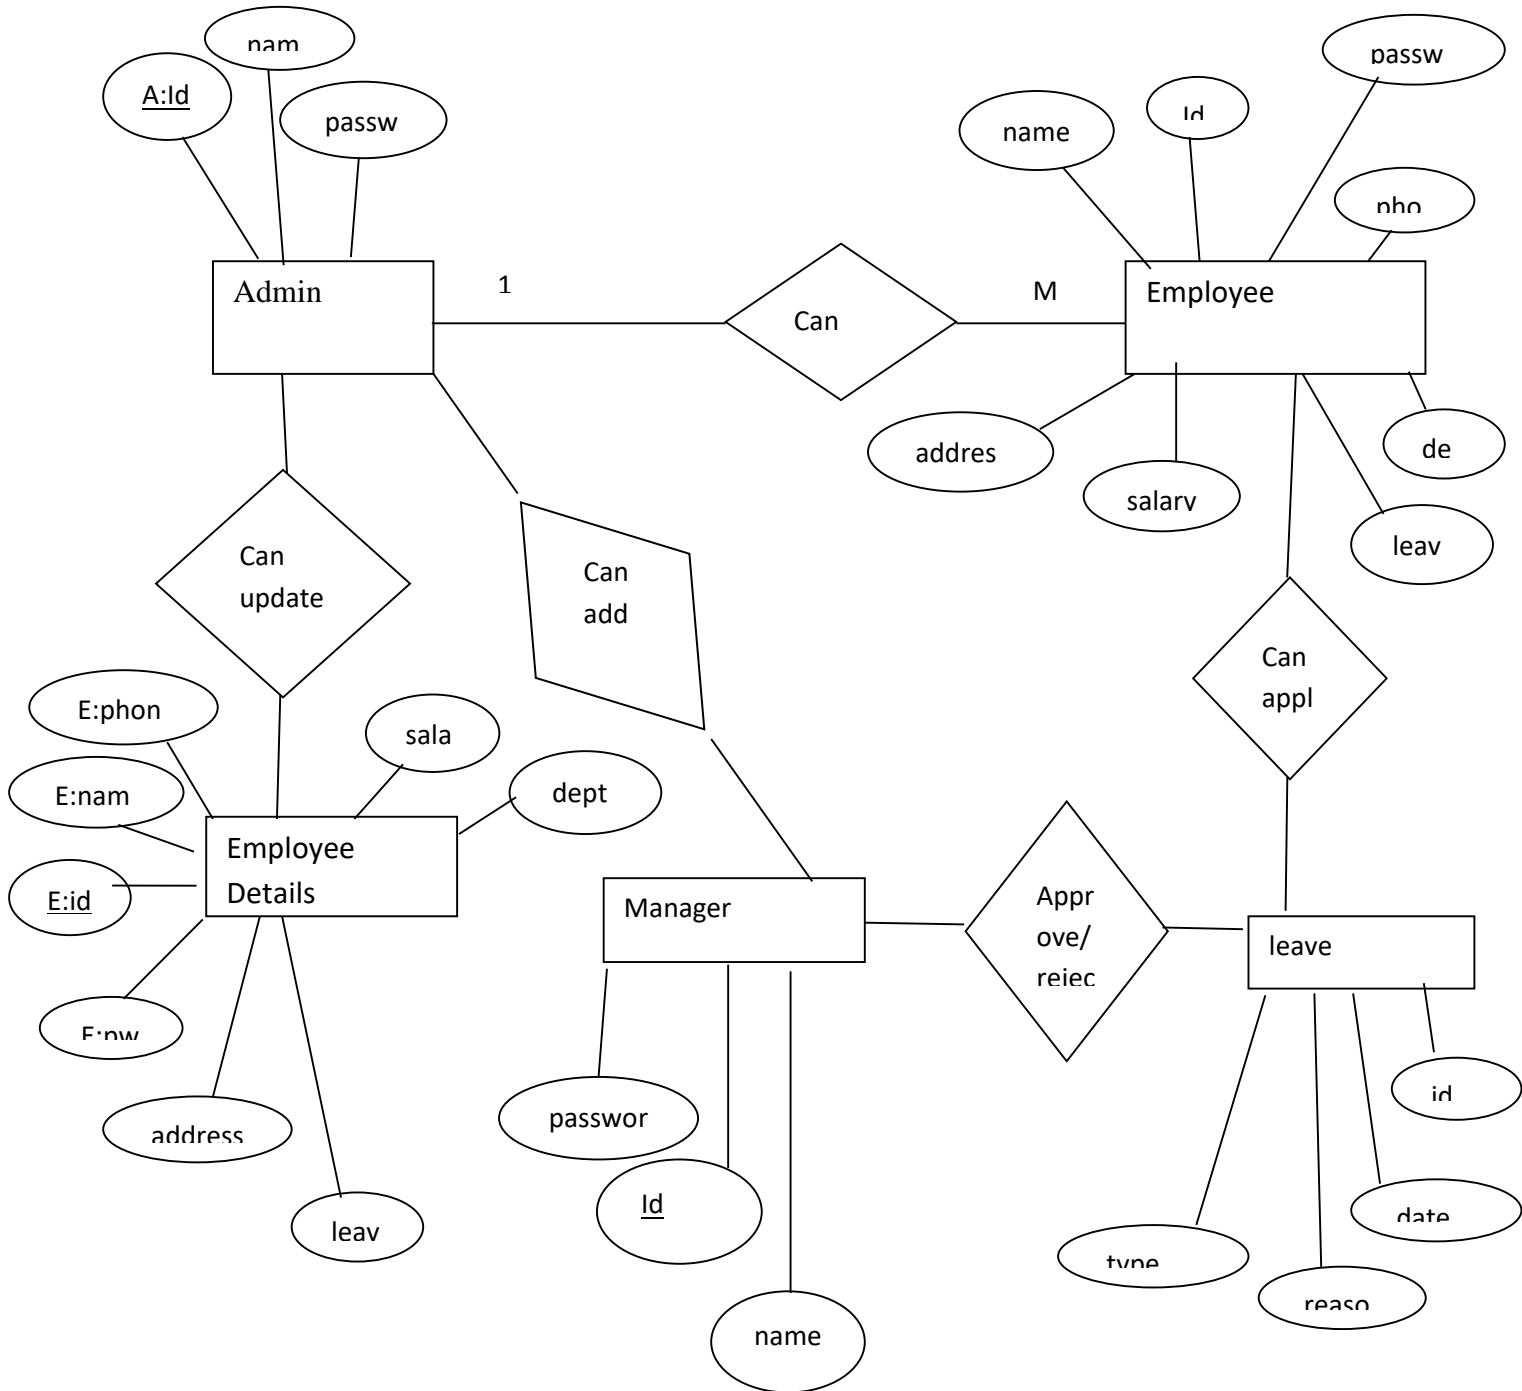 nam
A:Id
passw
passw
name
Id
pho
Admin
1
Can
M
Employee
addres
salary
de
leav
Can
update
Can
add
Can
appl
E:phon
sala
E:nam
dept
Employee
Details
E:id
Manager
Appr
ove/
rejec
leave
E:pw
passwor
id
address
Id
date
leav
type
reaso
name